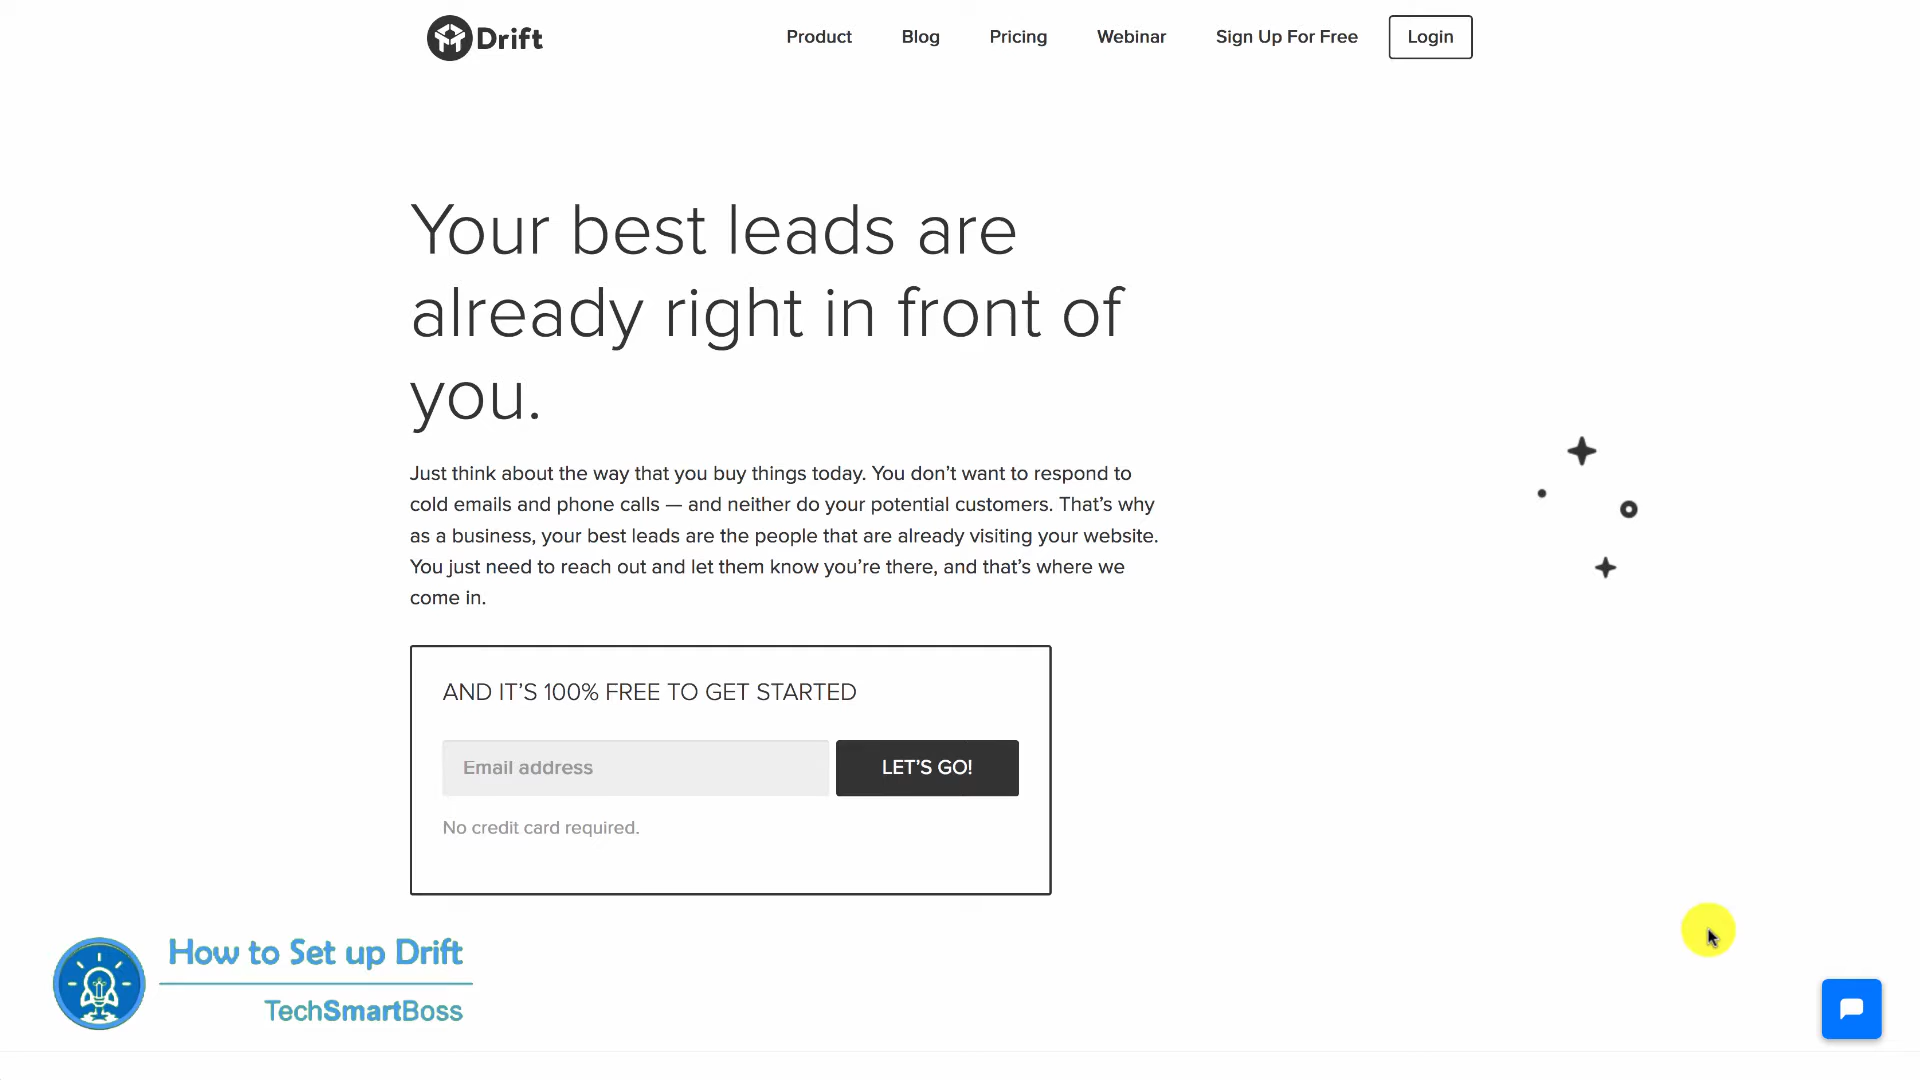 Drift
Product
Blog
Pricing
Webinar
Sign Up For Free
Login
Your best leads are
already right in front of
you.
Just think about the way that you buy things today. You don’t want to respond to
cold emails and phone calls — and neither do your potential customers. That’s why
as a business, your best leads are the people that are already visiting your website.
You just need to reach out and let them know you’re there, and that’s where we
come in.
AND IT’S 100% FREE TO GET STARTED
Email address
LET’S GO!
No credit card required.
How to Set up Drift
TechSmartBoss